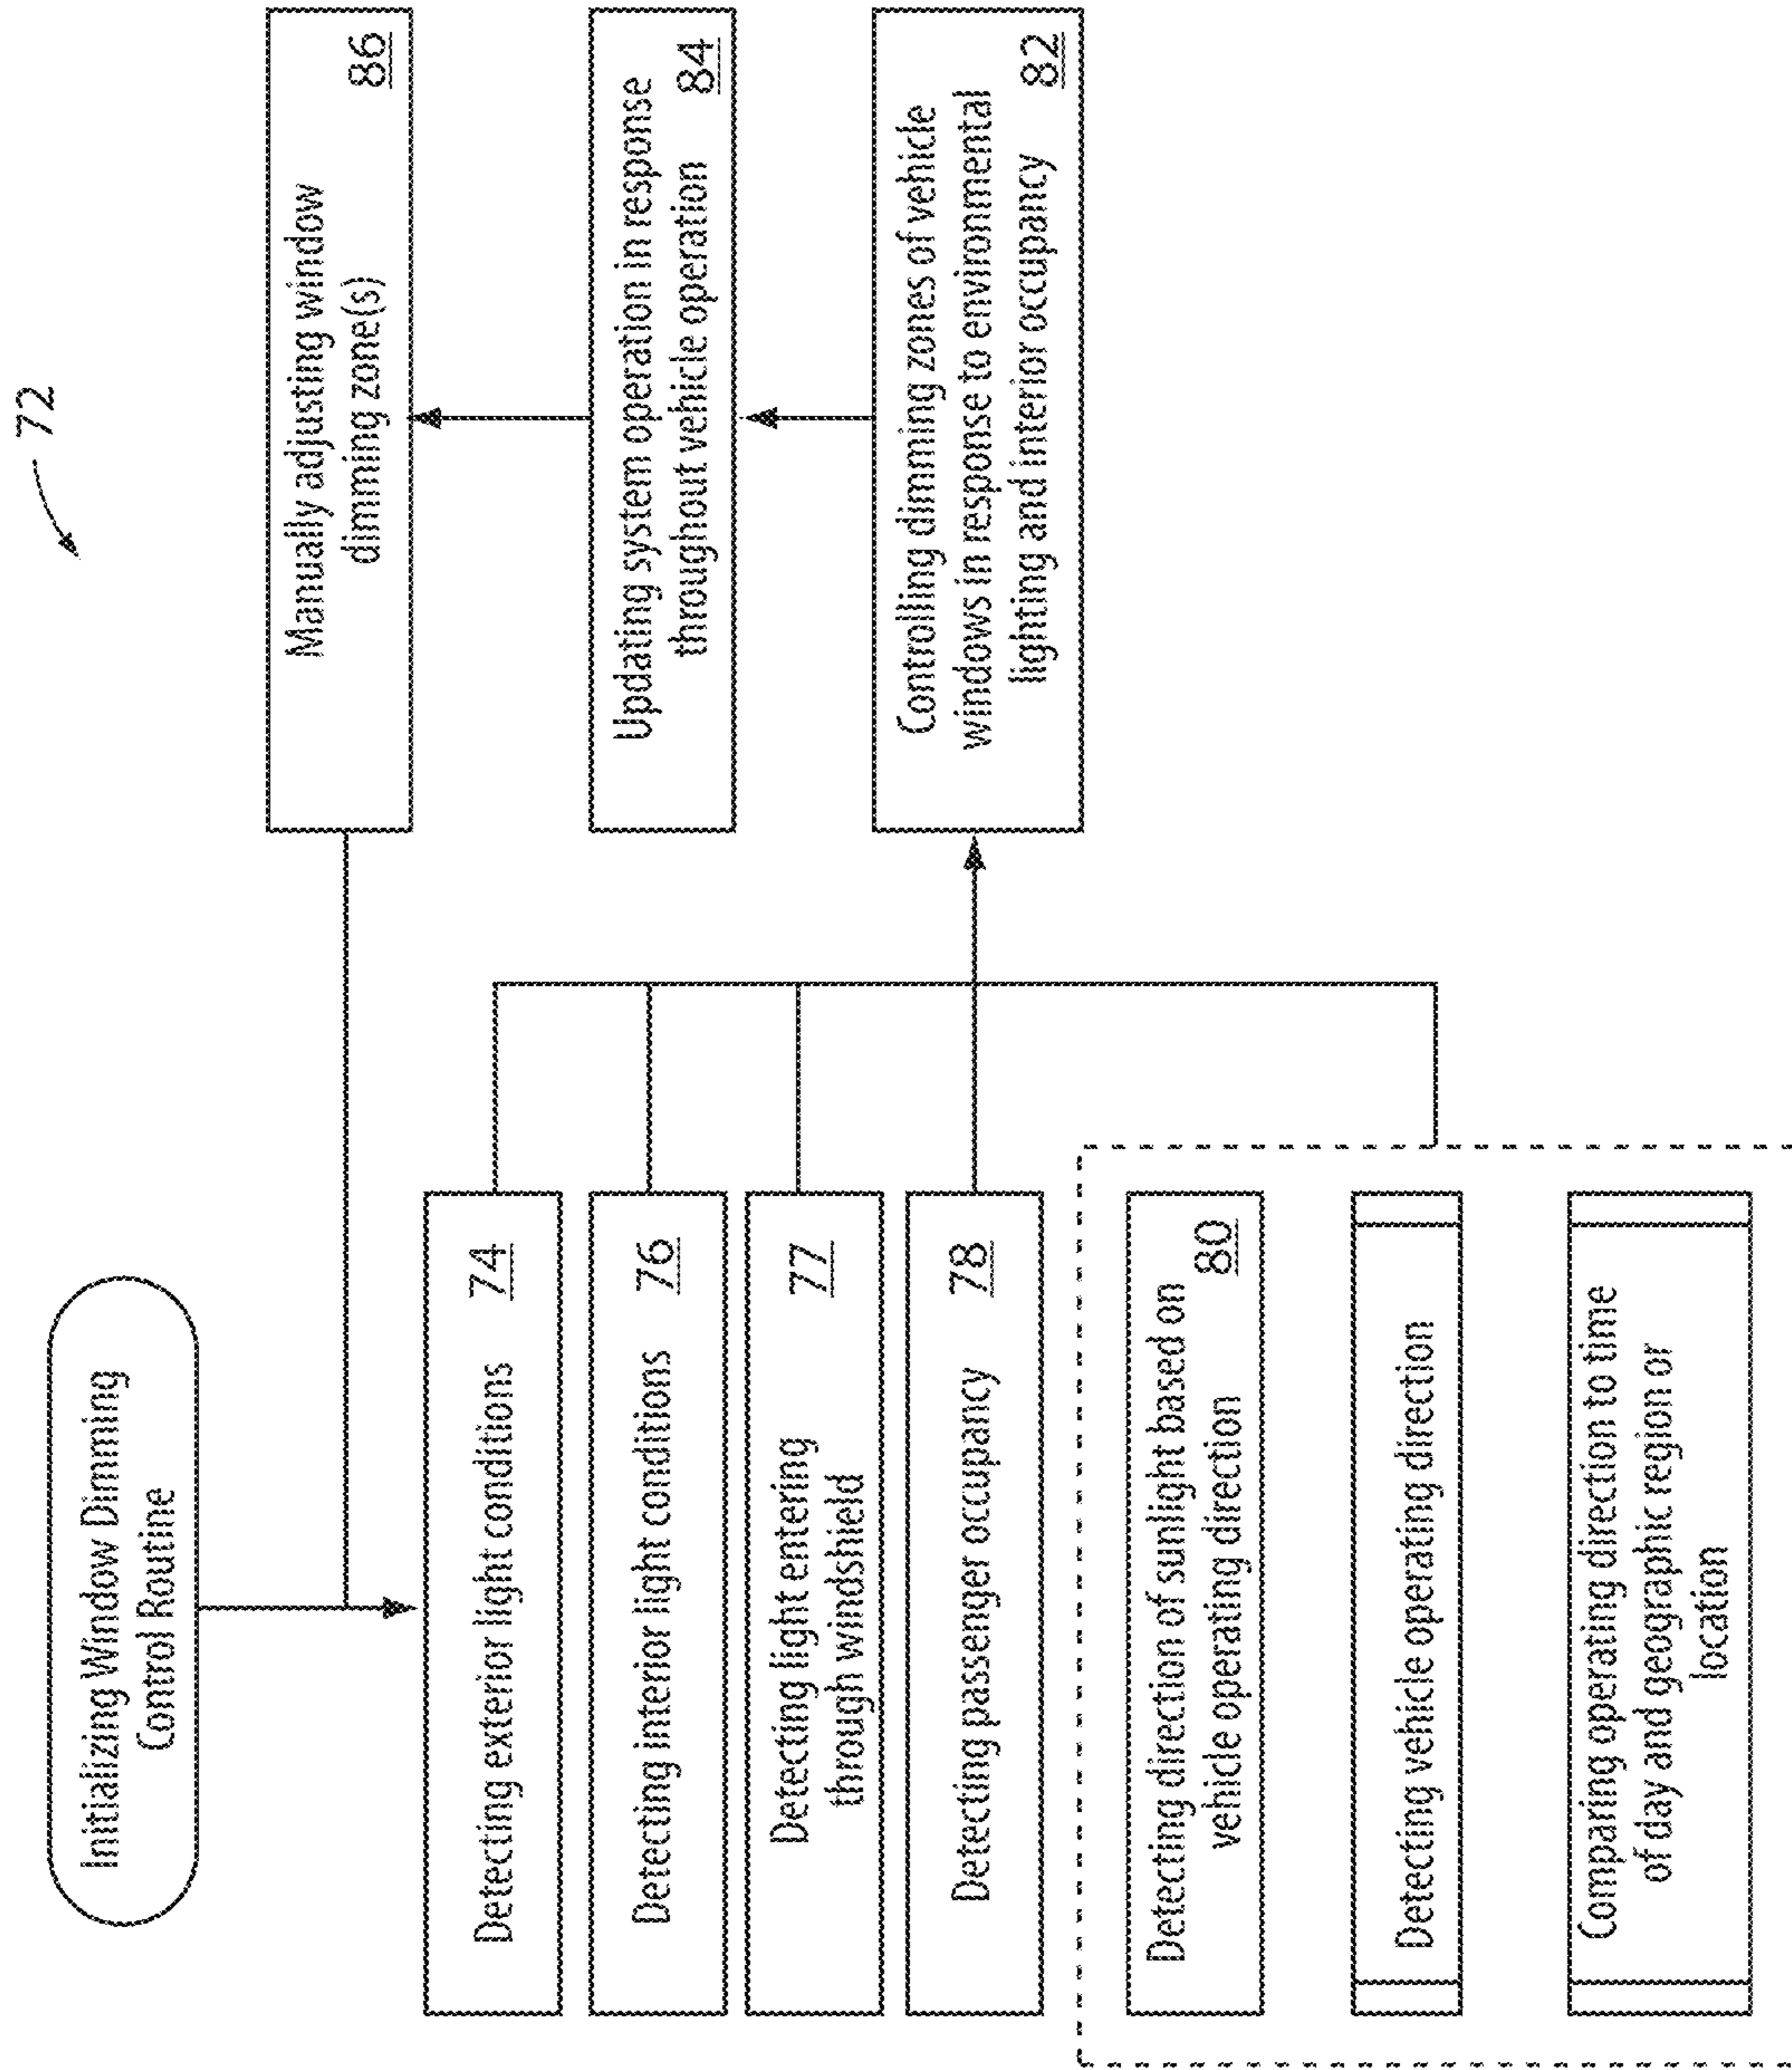 72
Initializing Window Dimming
Control Routine
Detecting exterior light conditions 74
Detecting interior light conditions 76
Detecting light entering 77
through windshield
Detecting passenger occupancy 78
Detecting direction of sunlight based on
vehicle operating direction 80
Detecting vehicle operating direction
Comparing operating direction to time
of day and geographic region or
location
Manually adjusting window
dimming zone(s) 86
Updating system operation in response
throughout vehicle operation 84
Controlling dimming zones of vehicle
windows in response to environmental
lighting and interior occupancy 82